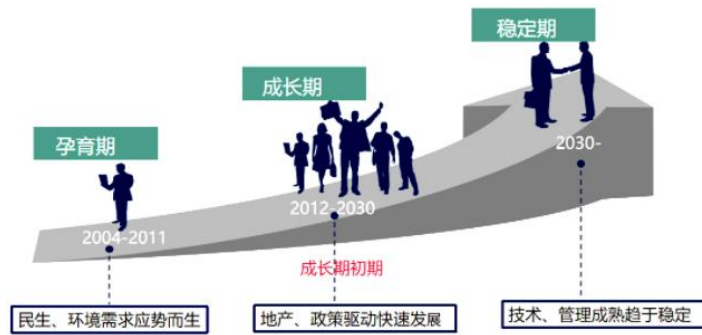 稳定期
成长期
孕育期
2030-
2012-2030
2004-2011
成长期初期
民生、环境需求应势而生
地产、政策驱动快速发展
技术、管理成熟趋于稳定